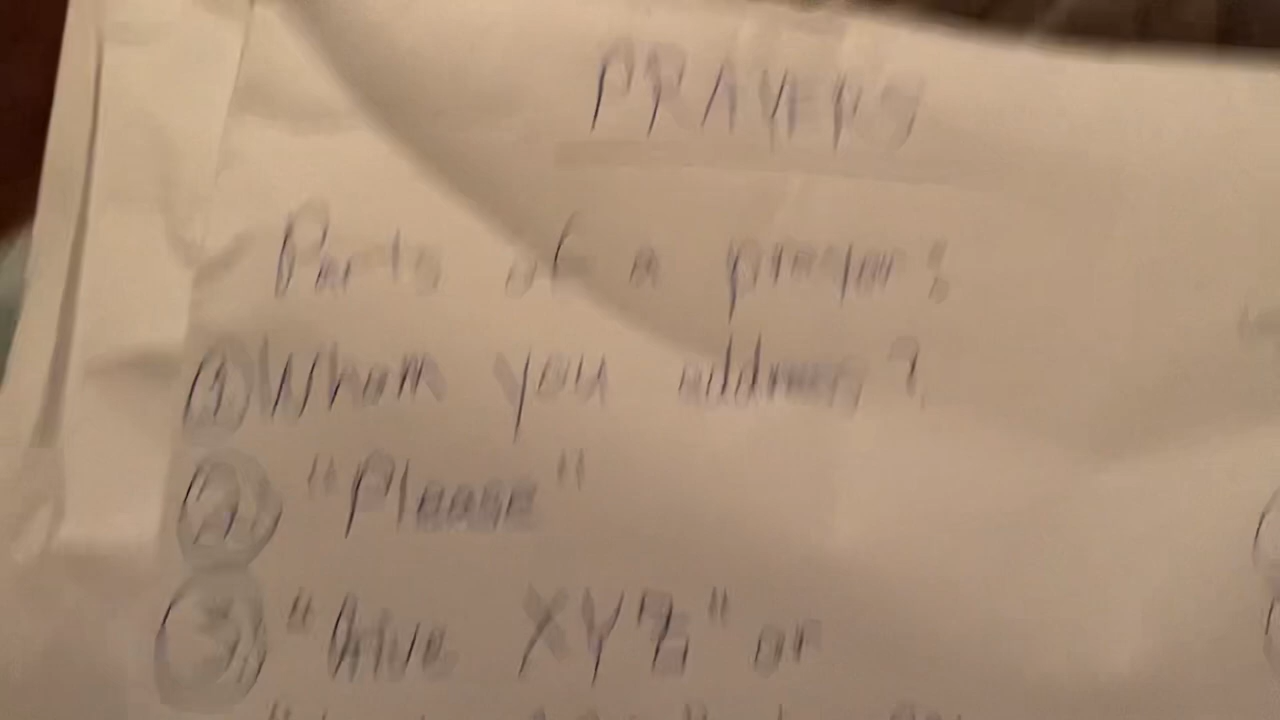 PRAYERS
Parts of a prayer:
① Whom you address?
② "Please"
③ "Give XYZ" or